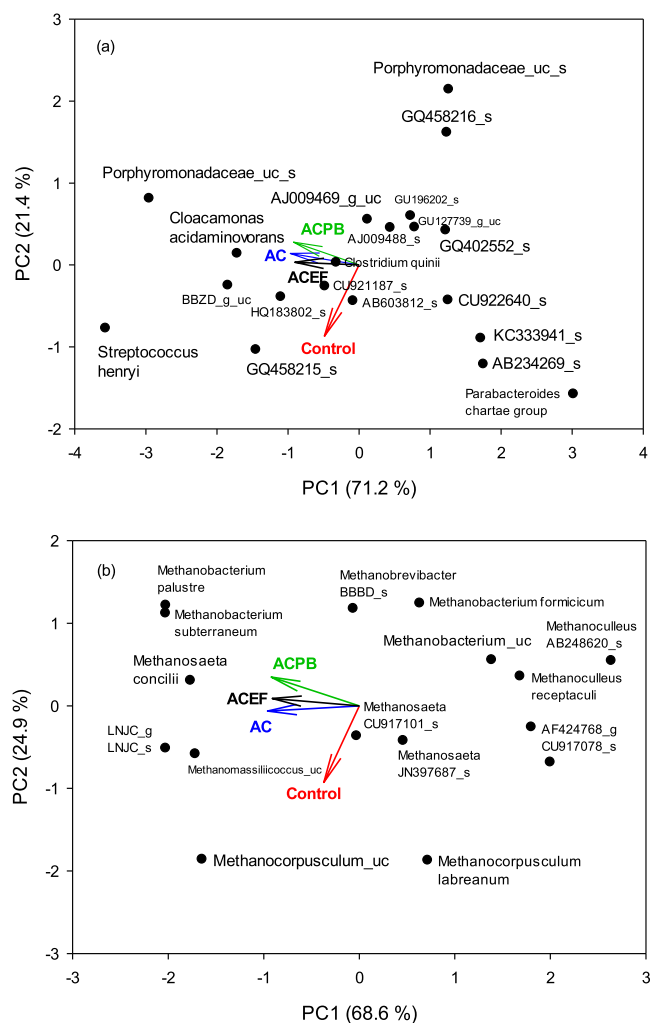 3
(a)
Porphyromonadaceae_uc_s
2
GQ458216_s
PC2 (21.4 %)
1
Porphyromonadaceae_uc_s
AJ009469_g_uc
GU196202_s
Cloacamonas
acidaminovorans
ACPB
AJ009488_s
GU127739_g_uc
GQ402552_s
0
AC
Clostridium quinii
ACEF
CU921187_s
BBZD_g_uc
HQ183802_s
AB603812_s
CU922640_s
-1
Streptococcus
henryi
Control
GQ458215_s
KC333941_s
AB234269_s
Parabacteroides
chartae group
-2
-4 -3 -2 -1 0 1 2 3 4
PC1 (71.2 %)
2
(b)
Methanobacterium
palustre
Methanobacterium
subterraneum
Methanobrevibacter
BBBD_s
Methanobacterium formicicum
1
Methanobacterium_uc
Methanoculleus
AB248620_s
Methanosaeta
concilii
ACPB
Methanoculleus
receptaculi
PC2 (24.9 %)
0
ACEF
AC
Methanosaeta
CU917101_s
LNJC_g
LNJC_s
AF424768_g
CU917078_s
Methanomassiliicoccus_uc
Methanosaeta
JN397687_s
-1
Control
-2
Methanocorpusculum_uc
Methanocorpusculum
labreanum
-3
-3 -2 -1 0 1 2 3
PC1 (68.6 %)